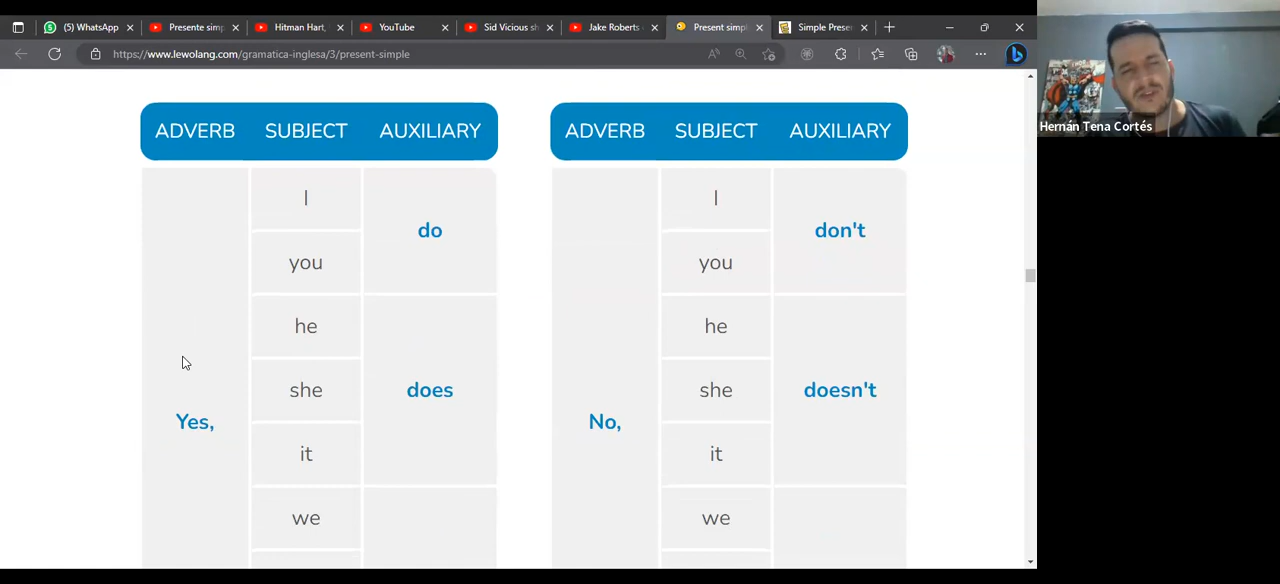 (5) WhatsApp
Presente simp
Hitman Hart,
YouTube
Sid Vicious sh
Jake Roberts
Present simpl
Simple Preser
https://www.lewolang.com/gramatica-inglesa/3/present-simple
Hernán Tena Cortés
ADVERB SUBJECT AUXILIARY
I
do
you
he
she
does
Yes,
it
we
ADVERB SUBJECT AUXILIARY
I
don't
you
he
she
doesn't
No,
it
we